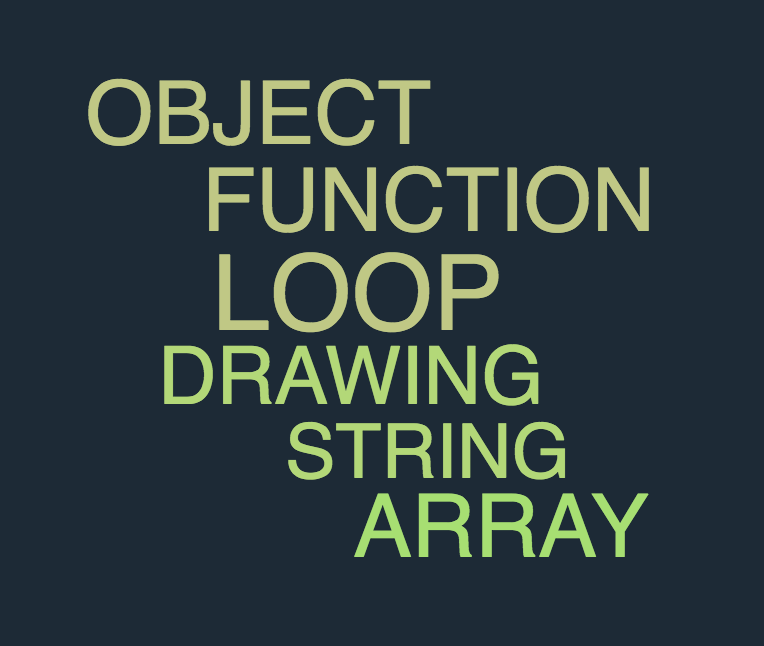 OBJECT
FUNCTION
LOOP
DRAWING
STRING
ARRAY